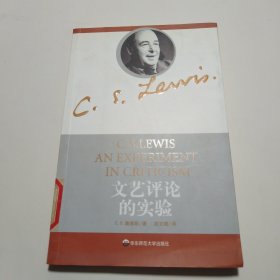 C. S. Lewis.
C.S. LEWIS
AN EXPERIMENT
IN CRITICISM
文艺评论
的实验
华东师范大学出版社